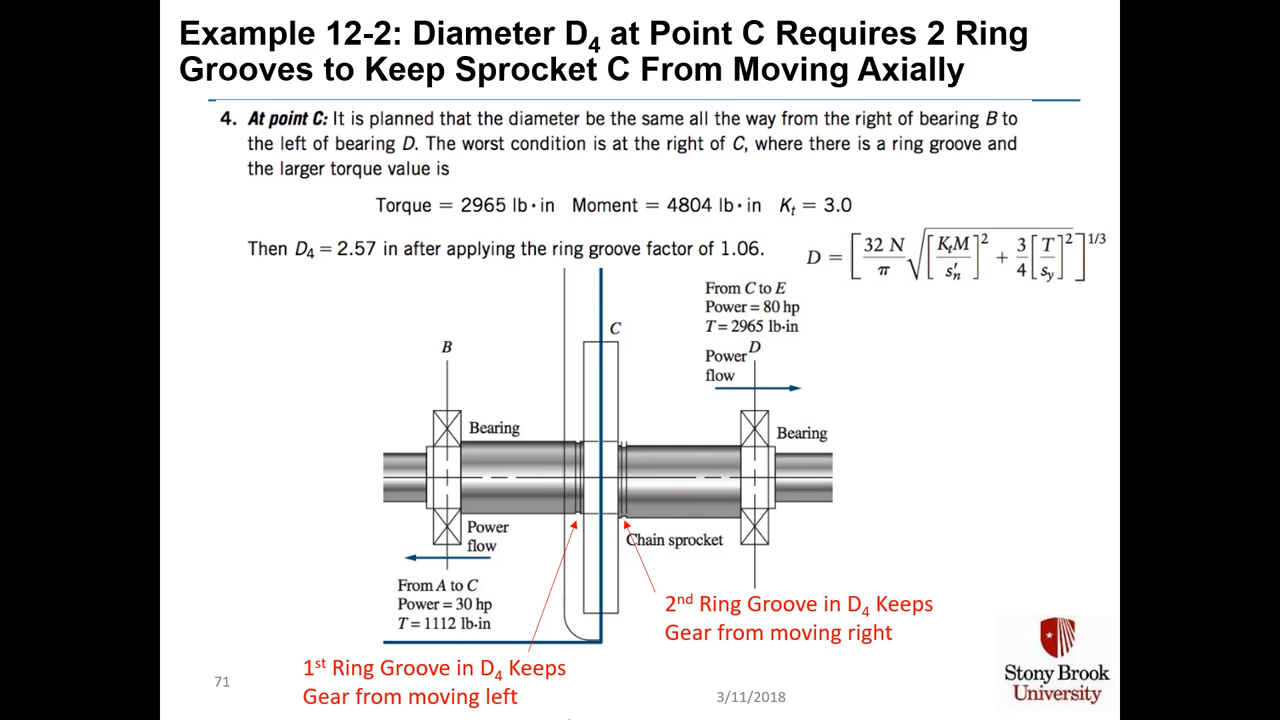 Example 12-2: Diameter D4 at Point C Requires 2 Ring
Grooves to Keep Sprocket C From Moving Axially
4. At point C: It is planned that the diameter be the same all the way from the right of bearing B to
the left of bearing D. The worst condition is at the right of C, where there is a ring groove and
the larger torque value is
Torque = 2965 lb·in Moment = 4804 lb·in Kt = 3.0
Then D4 = 2.57 in after applying the ring groove factor of 1.06.
D = [ 32 N / π √( [ KtM / s′n ]² + 3/4 [ T / sy ]² ) ]^1/3
From C to E
Power = 80 hp
T = 2965 lb-in
C
B
D
Power
flow
Bearing
Bearing
Power
flow
Chain sprocket
From A to C
Power = 30 hp
T = 1112 lb-in
2nd Ring Groove in D4 Keeps
Gear from moving right
1st Ring Groove in D4 Keeps
Gear from moving left
71
3/11/2018
Stony Brook
University